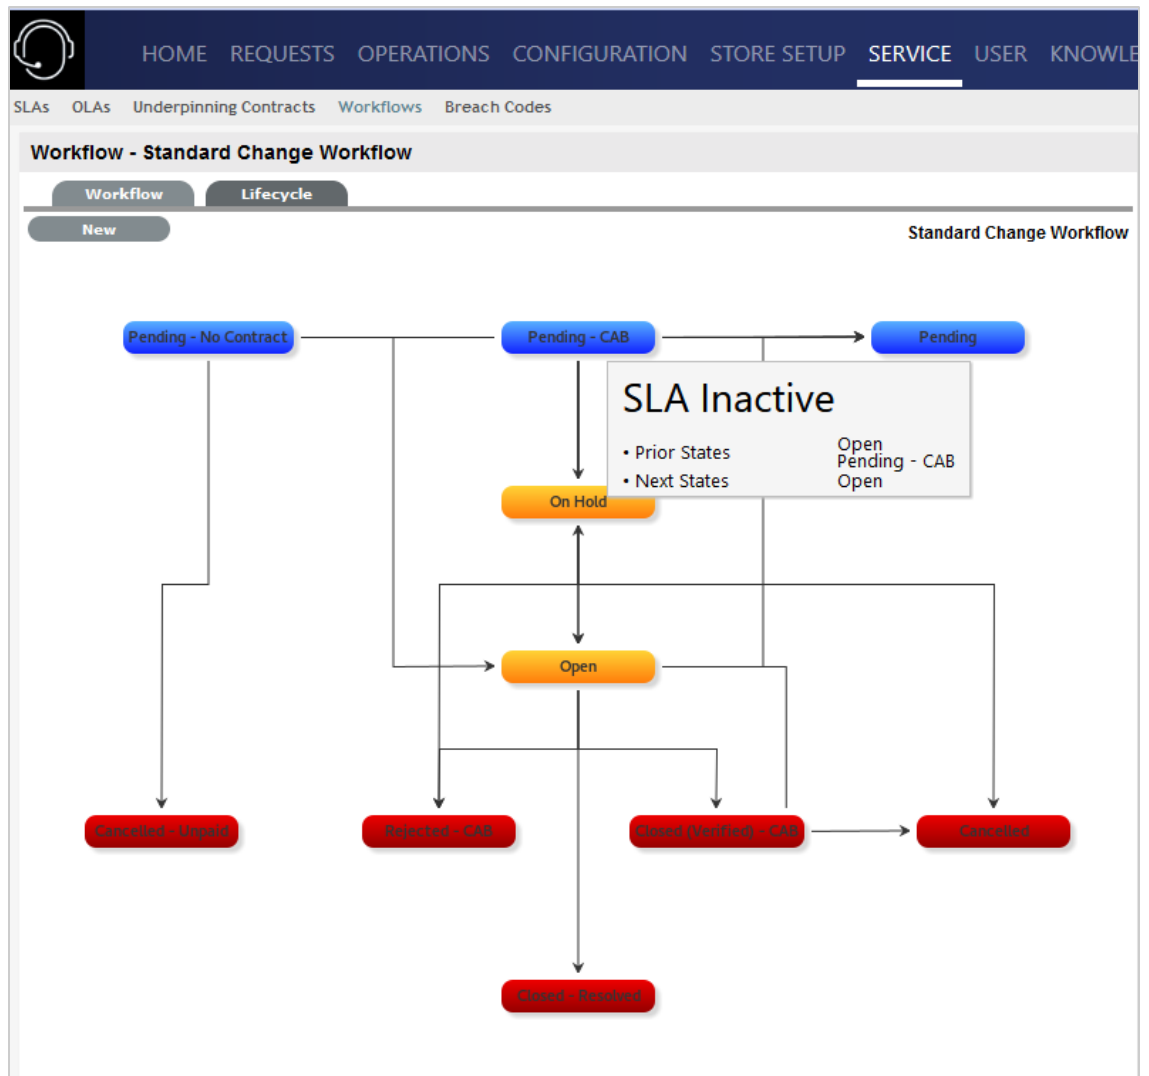 HOME REQUESTS OPERATIONS CONFIGURATION STORE SETUP SERVICE USER KNOWLE
SLAs OLAs Underpinning Contracts Workflows Breach Codes
Workflow - Standard Change Workflow
Workflow Lifecycle
New
Standard Change Workflow
Pending - No Contract Pending - CAB Pending
SLA Inactive
• Prior States Open
Pending - CAB
• Next States Open
On Hold
Open
Cancelled - Unpaid Rejected - CAB Closed (Verified) - CAB Cancelled
Closed - Resolved